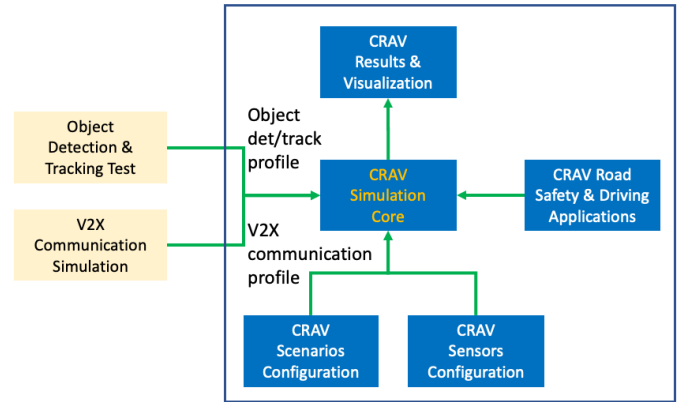 CRAV
Results &
Visualization
Object
Detection &
Tracking Test
Object
det/track
profile
CRAV
Simulation
Core
CRAV Road
Safety & Driving
Applications
V2X
Communication
Simulation
V2X
communication
profile
CRAV
Scenarios
Configuration
CRAV
Sensors
Configuration